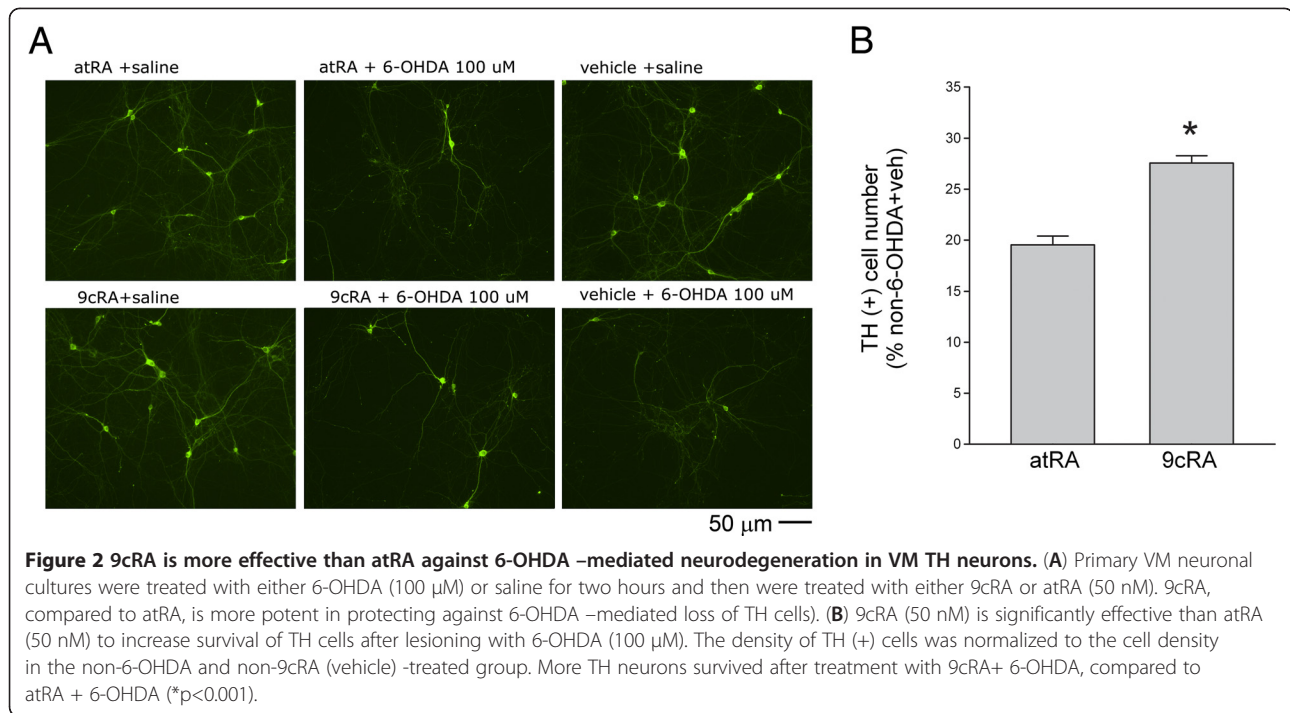 A
atRA +saline
atRA + 6-OHDA 100 uM
vehicle +saline
9cRA+saline
9cRA + 6-OHDA 100 uM
vehicle + 6-OHDA 100 uM
50 μm
B
TH (+) cell number
(% non-6-OHDA+veh)
35
30
25
20
15
10
5
0
*
atRA
9cRA
Figure 2 9cRA is more effective than atRA against 6-OHDA –mediated neurodegeneration in VM TH neurons. (A) Primary VM neuronal
cultures were treated with either 6-OHDA (100 μM) or saline for two hours and then were treated with either 9cRA or atRA (50 nM). 9cRA,
compared to atRA, is more potent in protecting against 6-OHDA –mediated loss of TH cells). (B) 9cRA (50 nM) is significantly effective than atRA
(50 nM) to increase survival of TH cells after lesioning with 6-OHDA (100 μM). The density of TH (+) cells was normalized to the cell density
in the non-6-OHDA and non-9cRA (vehicle) -treated group. More TH neurons survived after treatment with 9cRA+ 6-OHDA, compared to
atRA + 6-OHDA (*p<0.001).